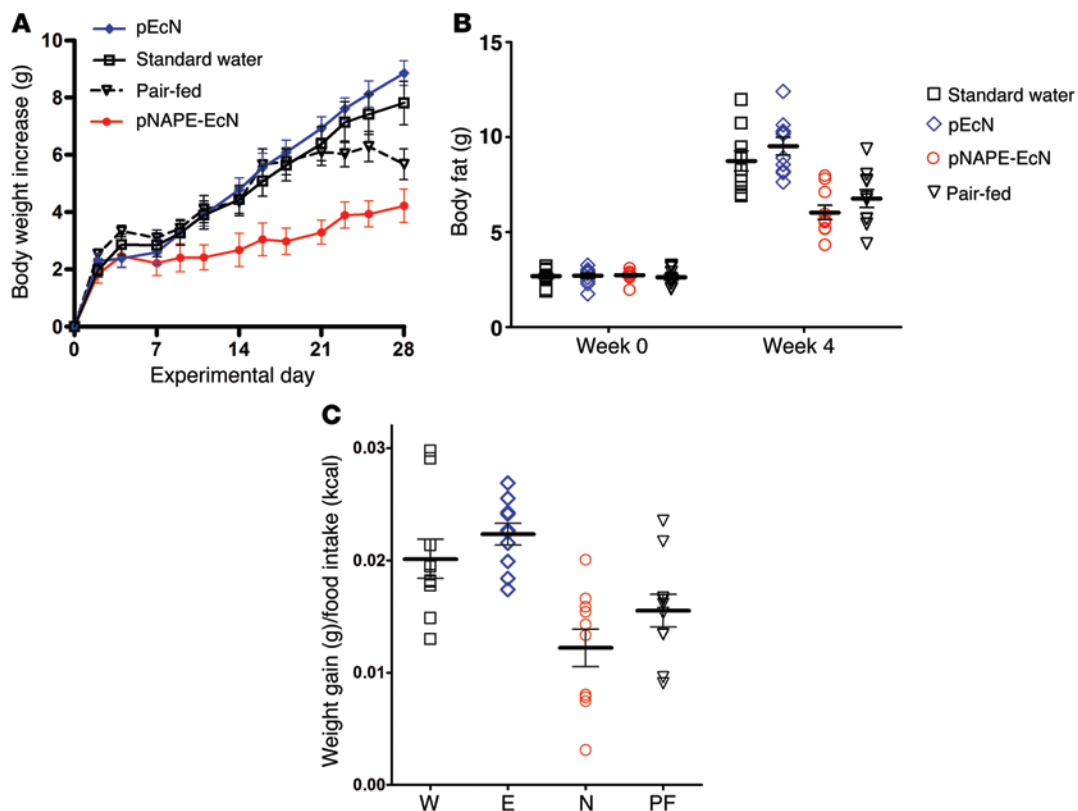 A
pEcN
Standard water
Pair-fed
pNAPE-EcN
Body weight increase (g)
10
8
6
4
2
0
0 7 14 21 28
Experimental day
B
Body fat (g)
15
10
5
0
Week 0 Week 4
Standard water
pEcN
pNAPE-EcN
Pair-fed
C
Weight gain (g)/food intake (kcal)
0.03
0.02
0.01
0.00
W E N PF